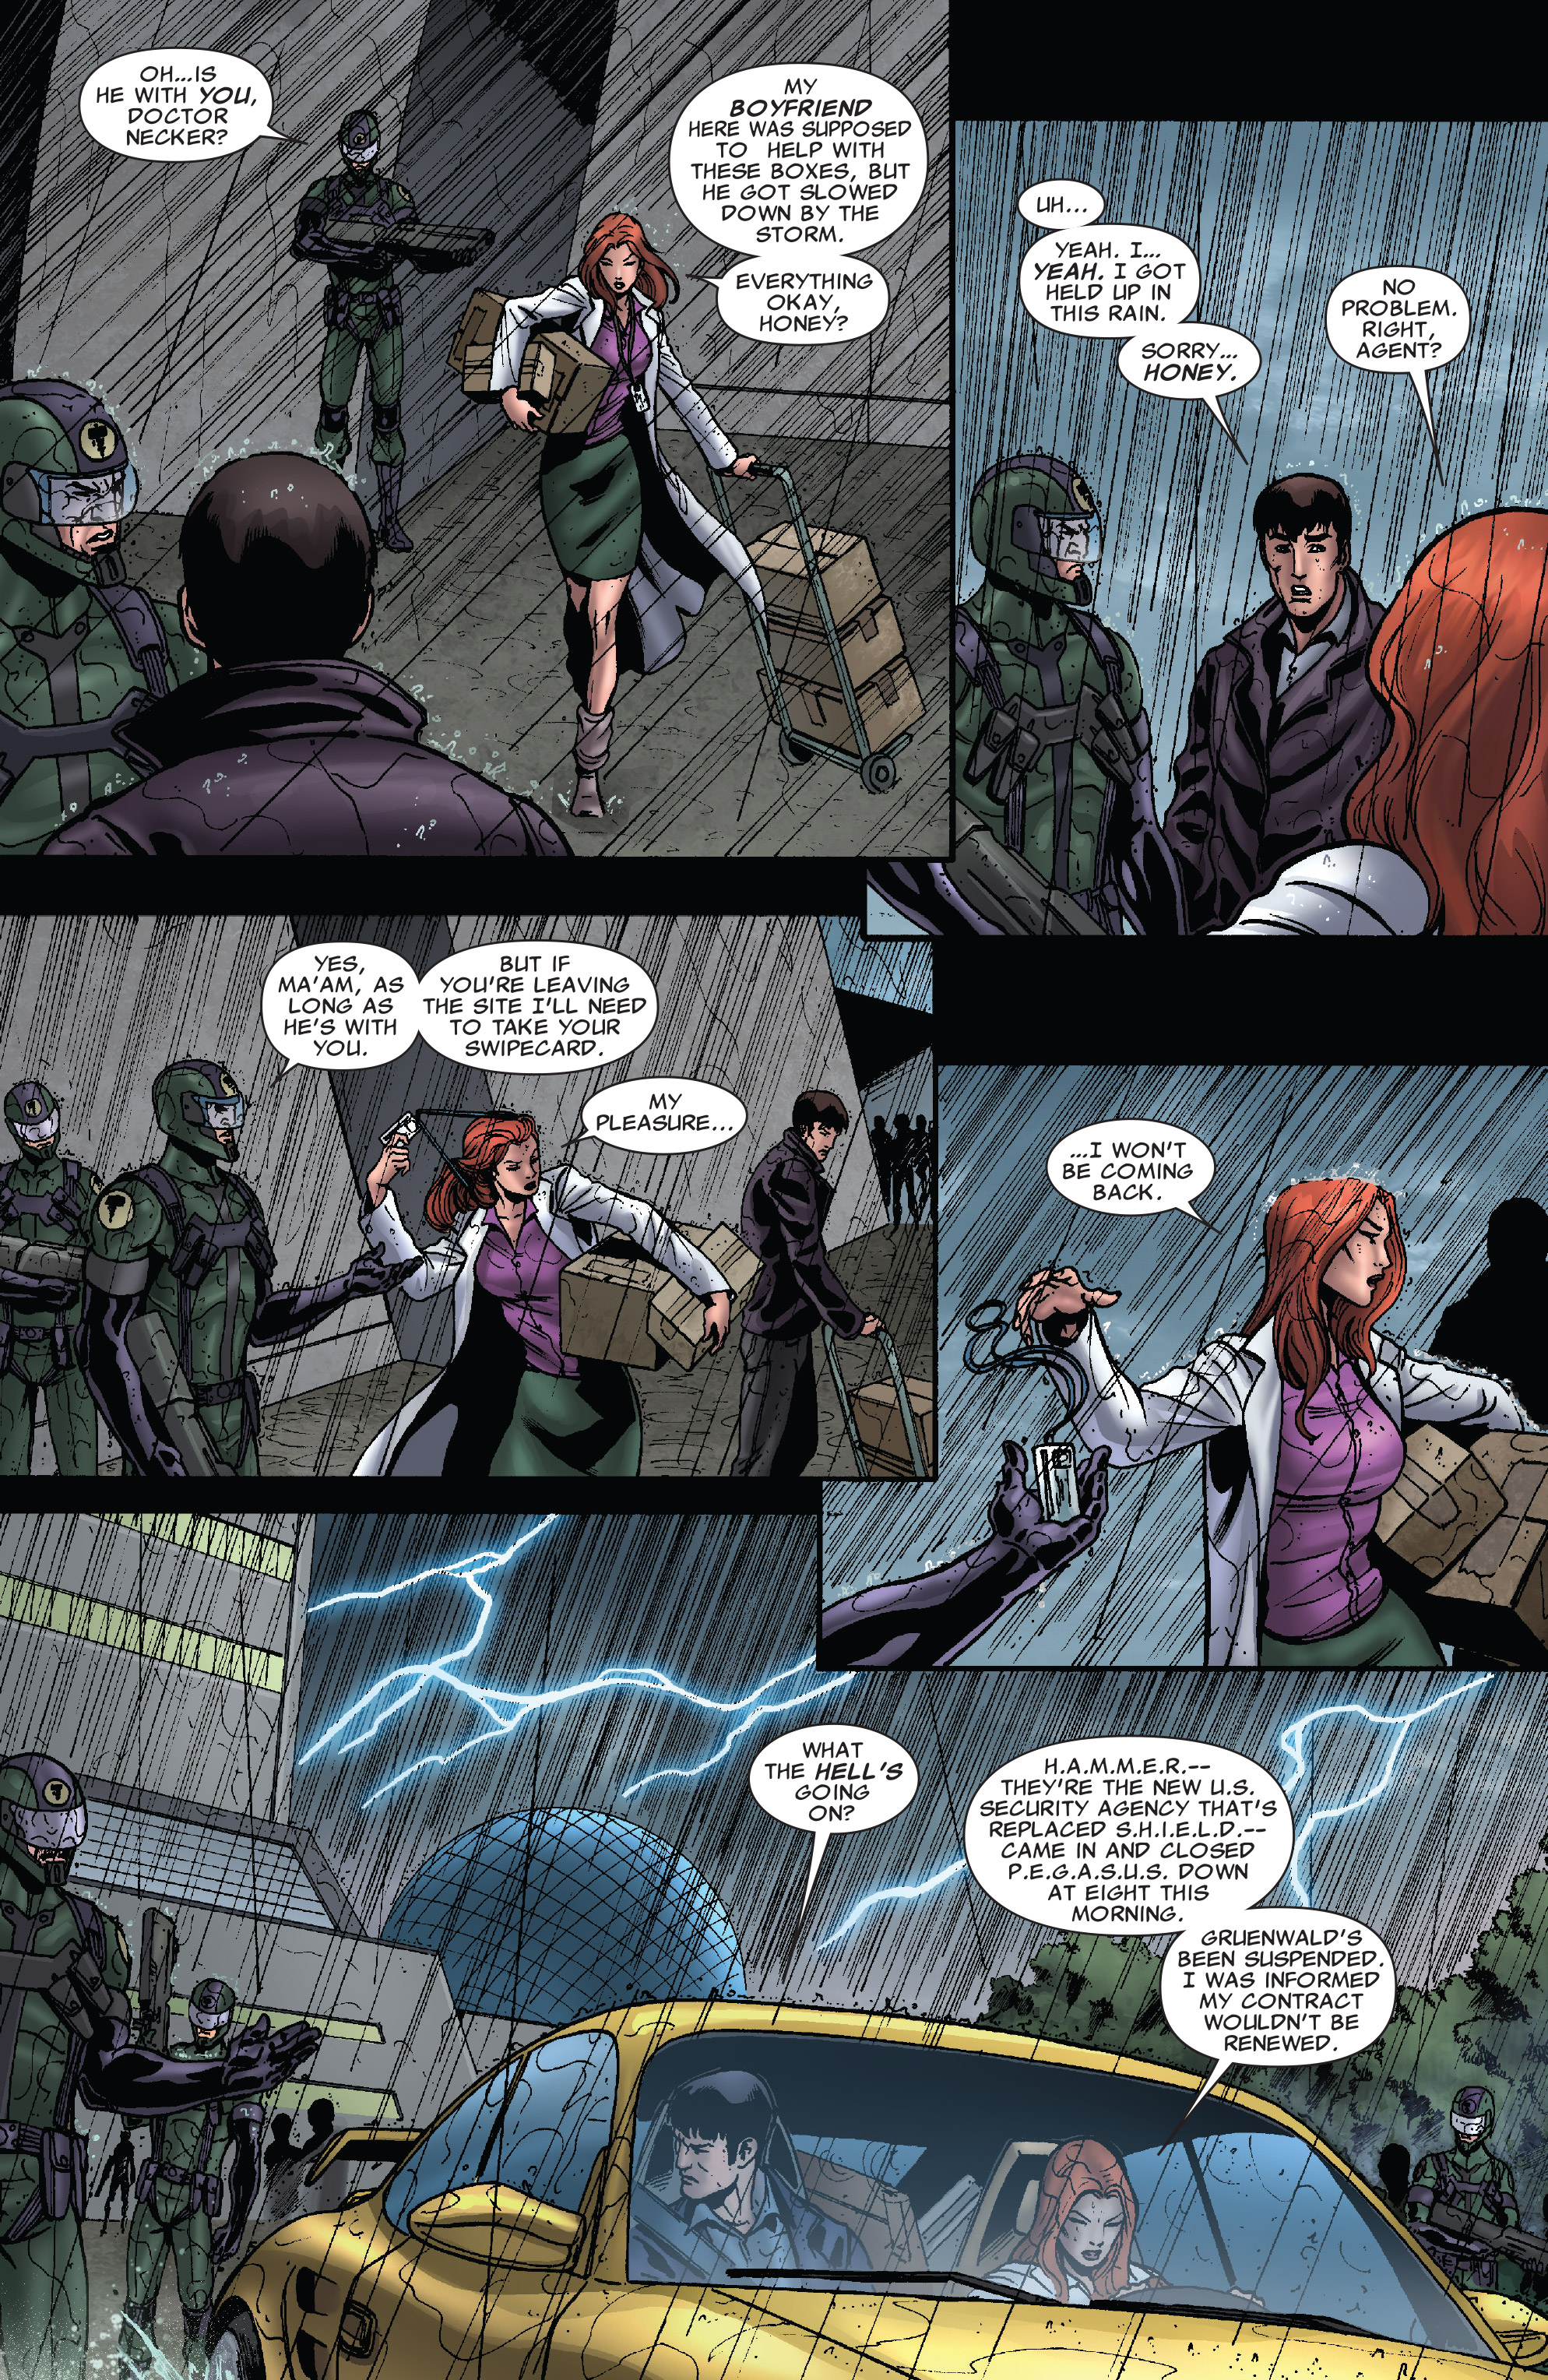 OH...IS
HE WITH YOU,
DOCTOR
NECKER?
MY
BOYFRIEND
HERE WAS SUPPOSED
TO HELP WITH
THESE BOXES, BUT
HE GOT SLOWED
DOWN BY THE
STORM.
EVERYTHING
OKAY,
HONEY?
UH...
YEAH. I...
YEAH. I GOT
HELD UP IN
THIS RAIN.
SORRY...
HONEY.
NO
PROBLEM.
RIGHT,
AGENT?
YES,
MA'AM, AS
LONG AS
HE'S WITH
YOU.
BUT IF
YOU'RE LEAVING
THE SITE I'LL NEED
TO TAKE YOUR
SWIPECARD.
MY
PLEASURE...
...I WON'T
BE COMING
BACK.
WHAT
THE HELL'S
GOING
ON?
H.A.M.M.E.R.--
THEY'RE THE NEW U.S.
SECURITY AGENCY THAT'S
REPLACED S.H.I.E.L.D.--
CAME IN AND CLOSED
P.E.G.A.S.U.S. DOWN
AT EIGHT THIS
MORNING.
GRUENWALD'S
BEEN SUSPENDED.
I WAS INFORMED
MY CONTRACT
WOULDN'T BE
RENEWED.